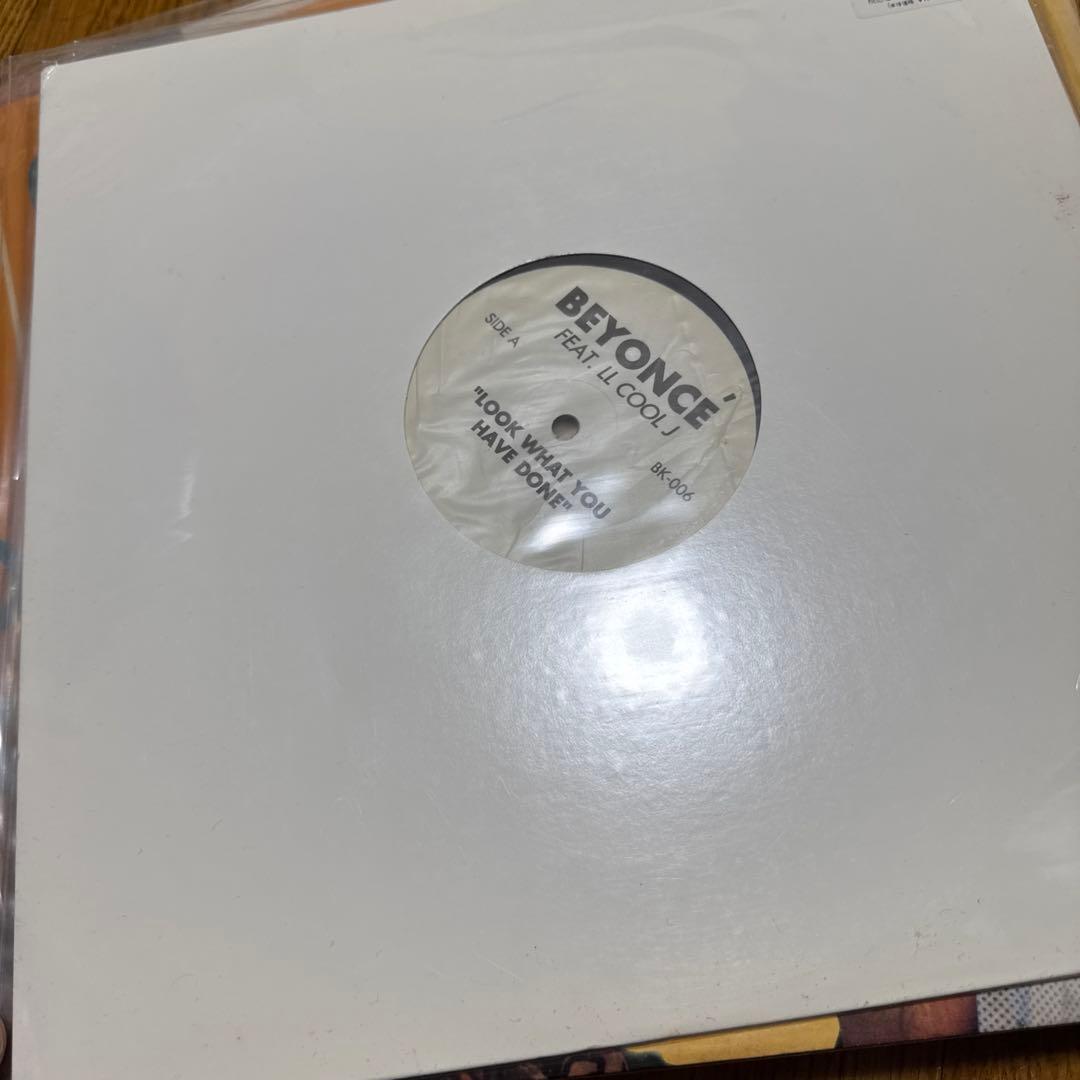 BEYONCE´
FEAT. LL COOL J
SIDE A
BK-006
"LOOK WHAT YOU
HAVE DONE"